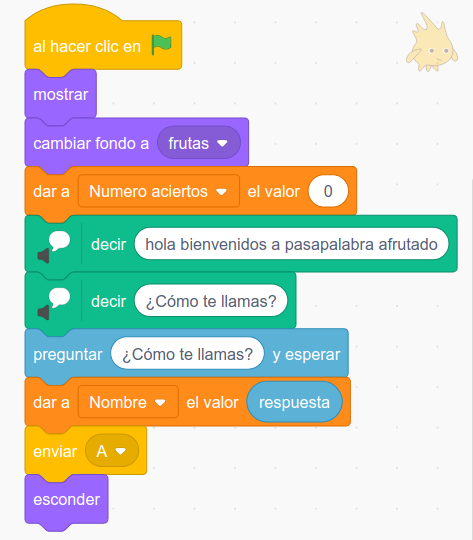 al hacer clic en
mostrar
cambiar fondo a frutas
dar a Numero aciertos el valor 0
decir hola bienvenidos a pasapalabra afrutado
decir ¿Cómo te llamas?
preguntar ¿Cómo te llamas? y esperar
dar a Nombre el valor respuesta
enviar A
esconder